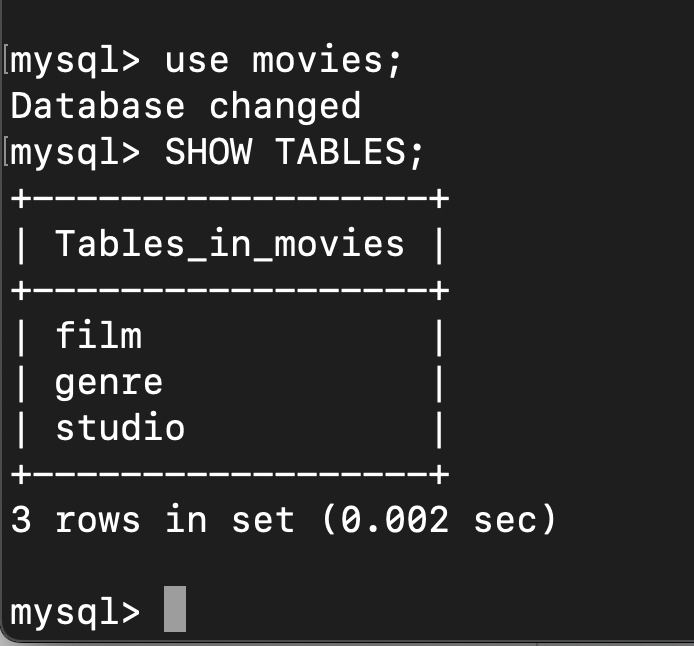 mysql> use movies;
Database changed
mysql> SHOW TABLES;
+------------------+
| Tables_in_movies |
+------------------+
| film             |
| genre            |
| studio           |
+------------------+
3 rows in set (0.002 sec)
mysql>